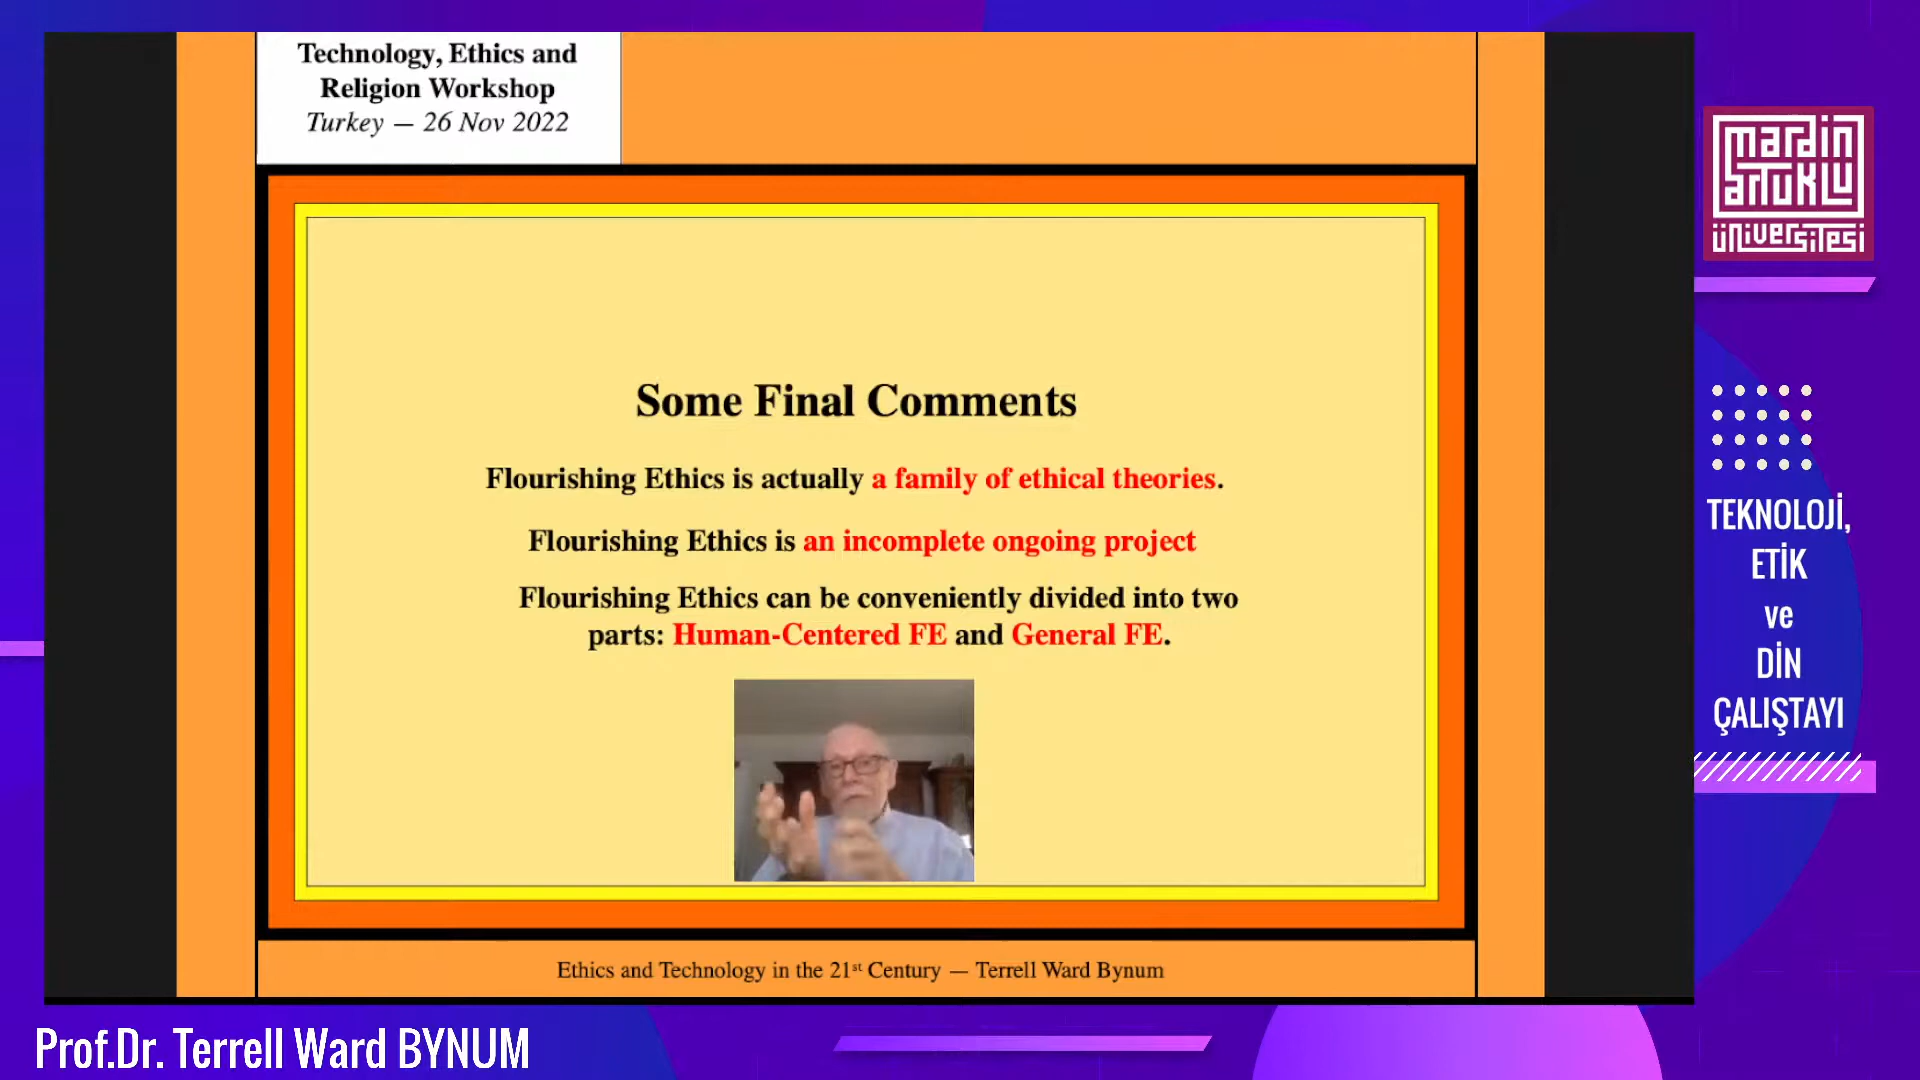 Technology, Ethics and
Religion Workshop
Turkey — 26 Nov 2022
Some Final Comments
Flourishing Ethics is actually a family of ethical theories.
Flourishing Ethics is an incomplete ongoing project
Flourishing Ethics can be conveniently divided into two
parts: Human-Centered FE and General FE.
Ethics and Technology in the 21st Century — Terrell Ward Bynum
mardin
artuklu
üniversitesi
TEKNOLOJİ,
ETİK
ve
DİN
ÇALIŞTAYI
Prof.Dr. Terrell Ward BYNUM